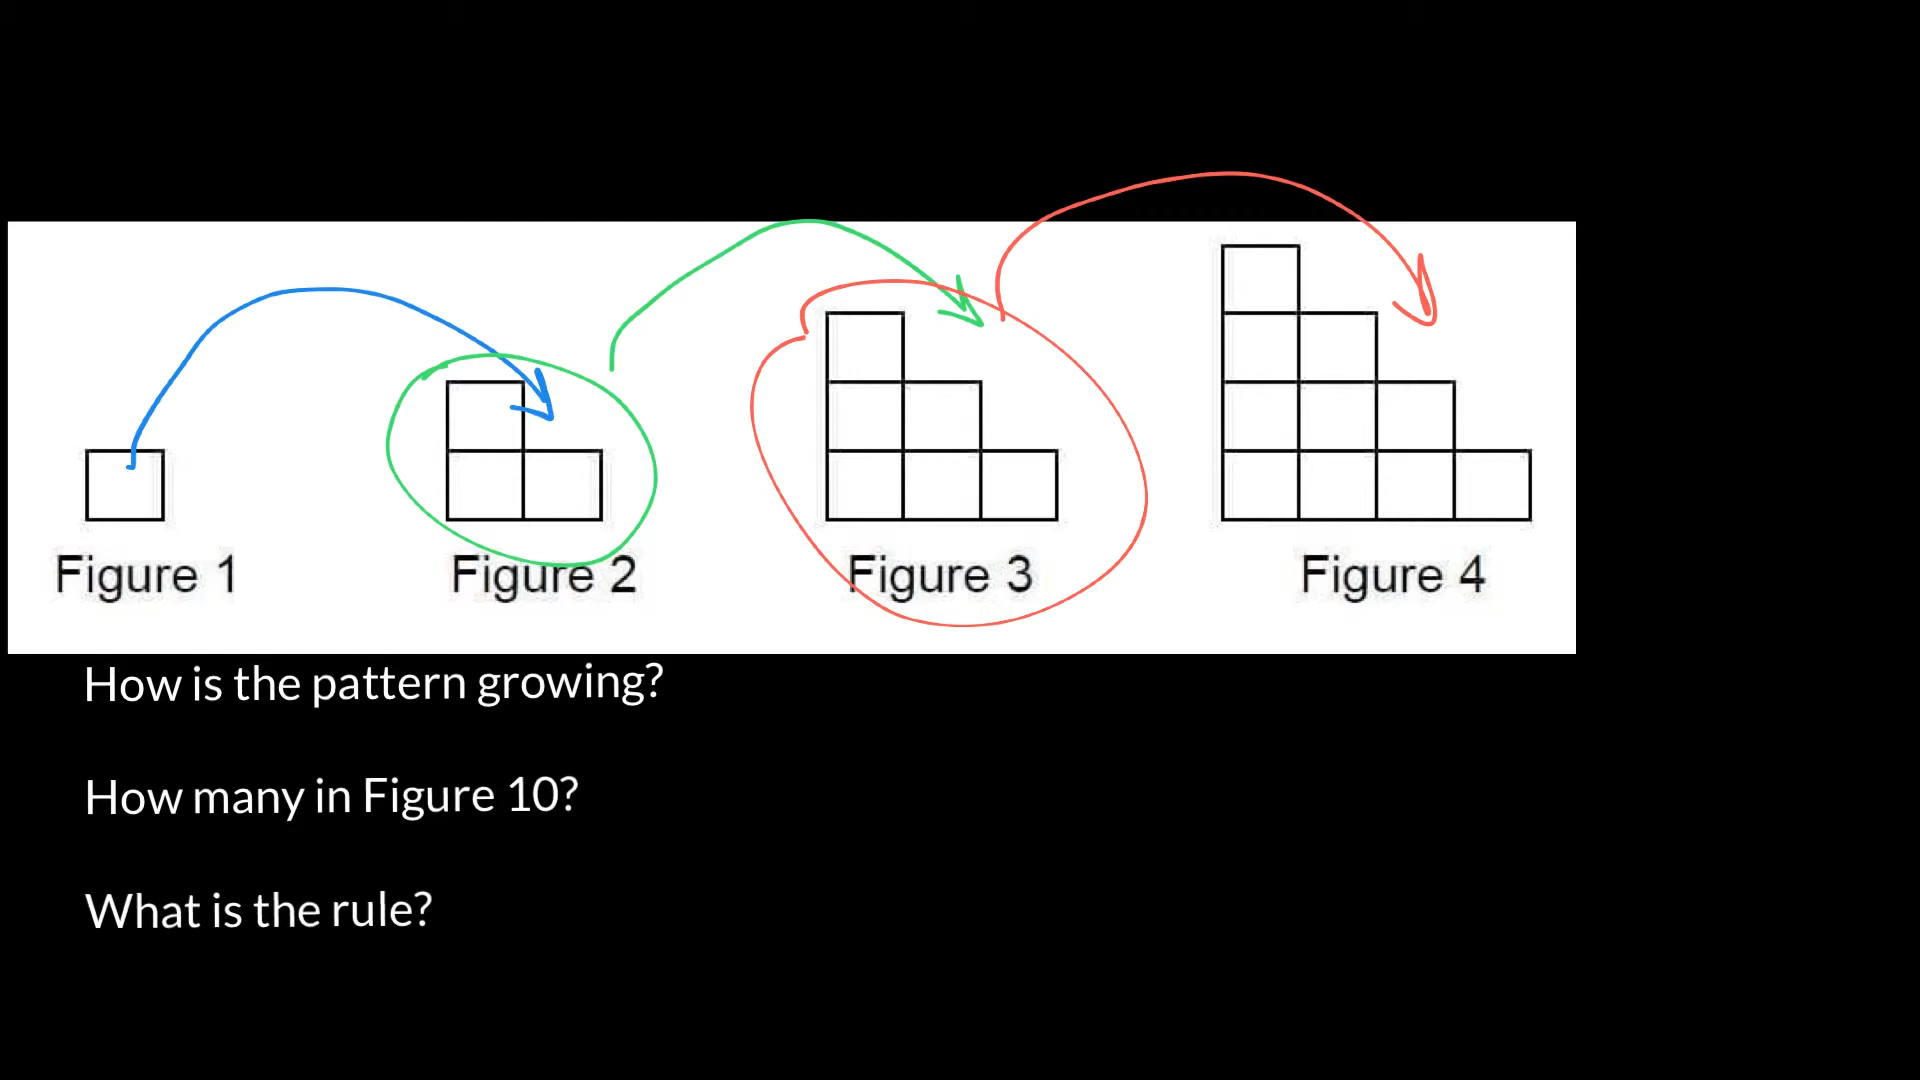 Figure 1 Figure 2 Figure 3 Figure 4
How is the pattern growing?
How many in Figure 10?
What is the rule?